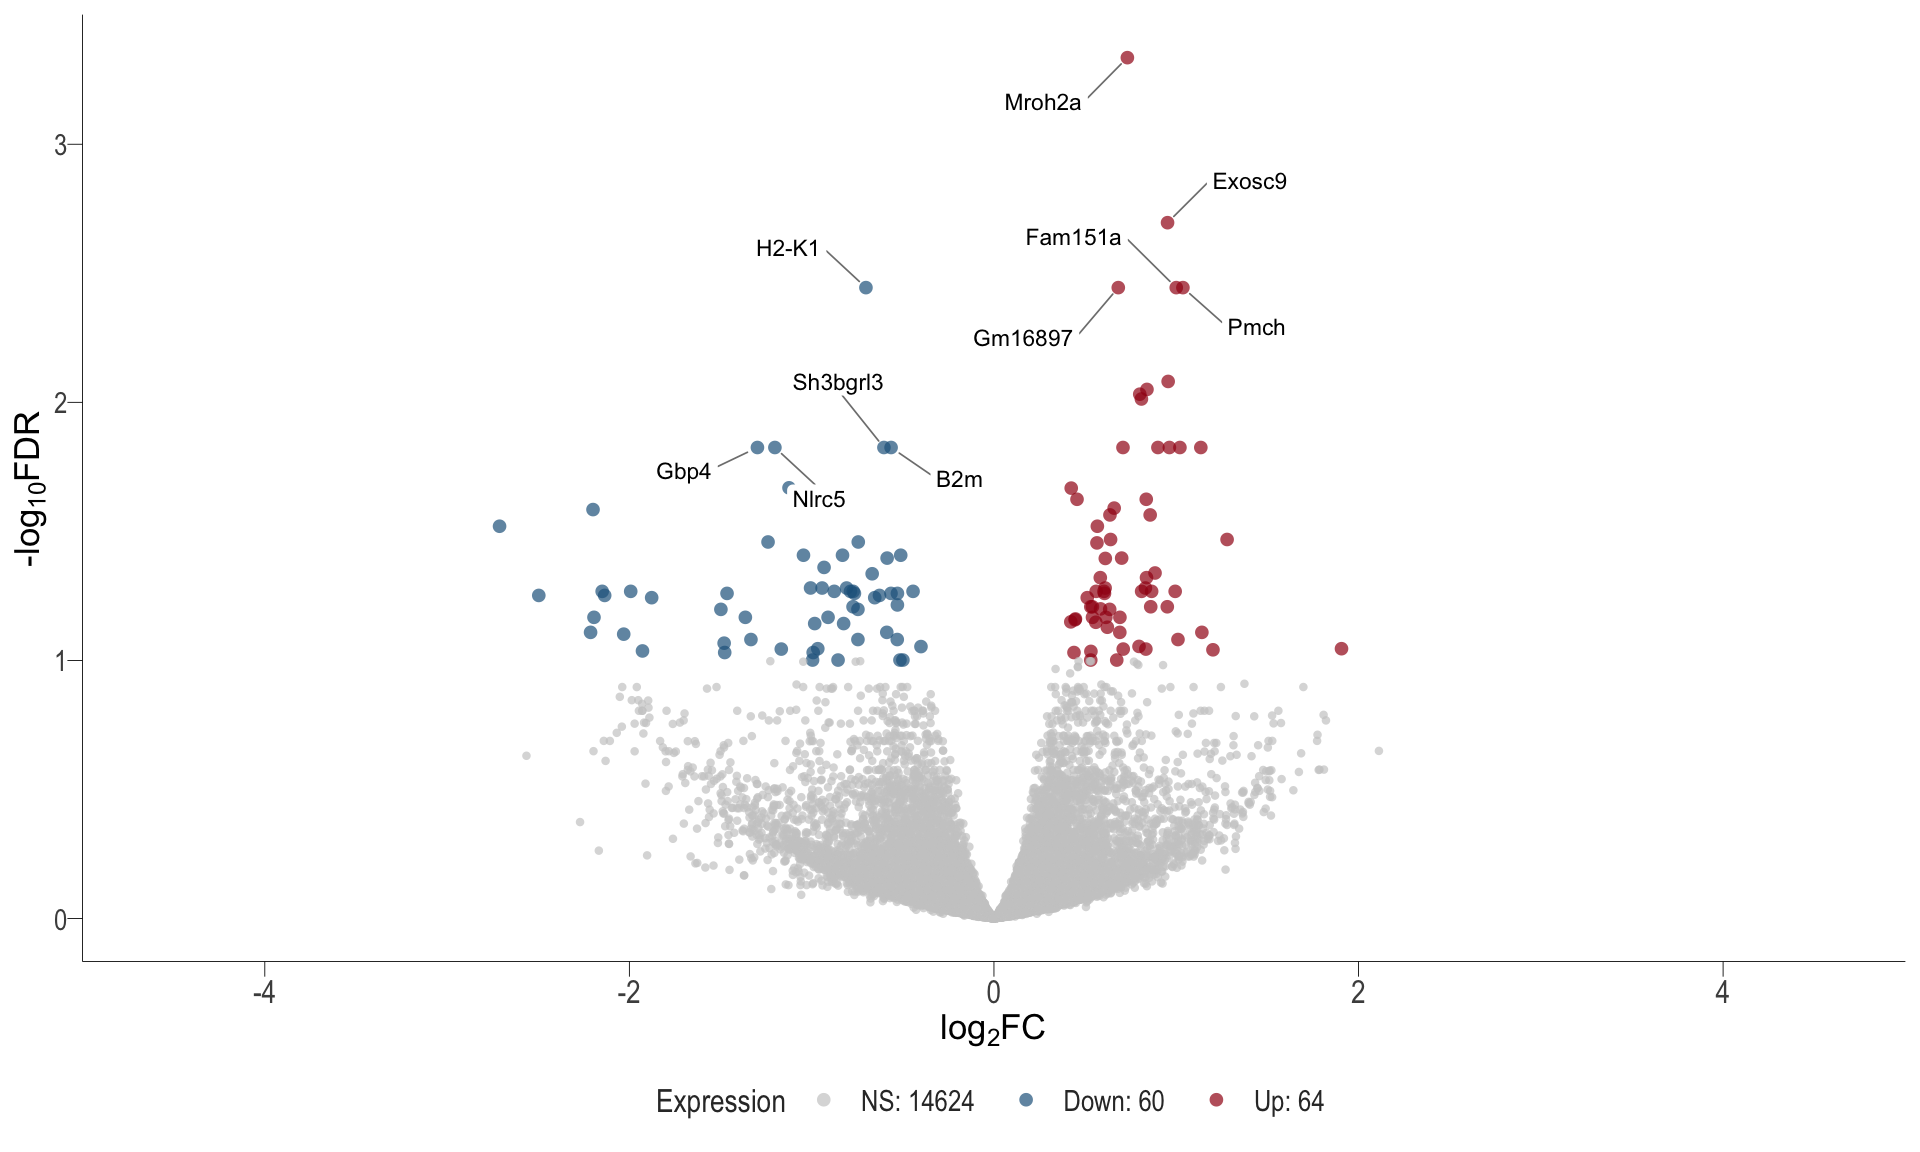 Mroh2a
3
Exosc9
Fam151a
H2-K1
Pmch
Gm16897
Sh3bgrl3
2
-log10FDR
Gbp4
B2m
Nlrc5
1
0
-4 -2 0 2 4
log2FC
Expression NS: 14624 Down: 60 Up: 64